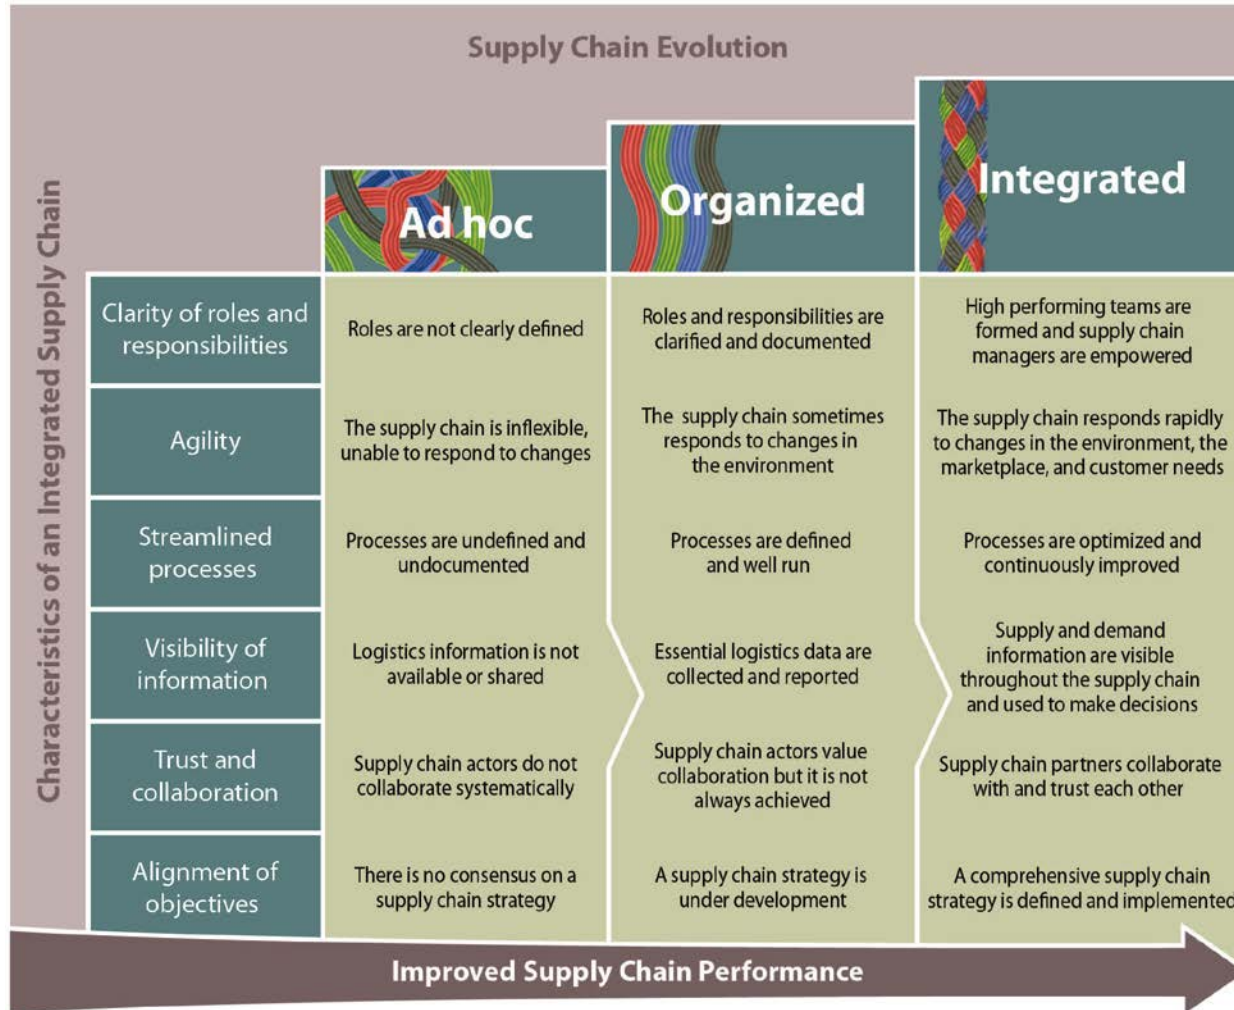 Supply Chain Evolution
Characteristics of an Integrated Supply Chain
Ad hoc
Organized
Integrated
Clarity of roles and
responsibilities
Roles are not clearly defined
Roles and responsibilities are
clarified and documented
High performing teams are
formed and supply chain
managers are empowered
Agility
The supply chain is inflexible,
unable to respond to changes
The supply chain sometimes
responds to changes in
the environment
The supply chain responds rapidly
to changes in the environment, the
marketplace, and customer needs
Streamlined
processes
Processes are undefined and
undocumented
Processes are defined
and well run
Processes are optimized and
continuously improved
Visibility of
information
Logistics information is not
available or shared
Essential logistics data are
collected and reported
Supply and demand
information are visible
throughout the supply chain
and used to make decisions
Trust and
collaboration
Supply chain actors do not
collaborate systematically
Supply chain actors value
collaboration but it is not
always achieved
Supply chain partners collaborate
with and trust each other
Alignment of
objectives
There is no consensus on a
supply chain strategy
A supply chain strategy is
under development
A comprehensive supply chain
strategy is defined and implemented
Improved Supply Chain Performance